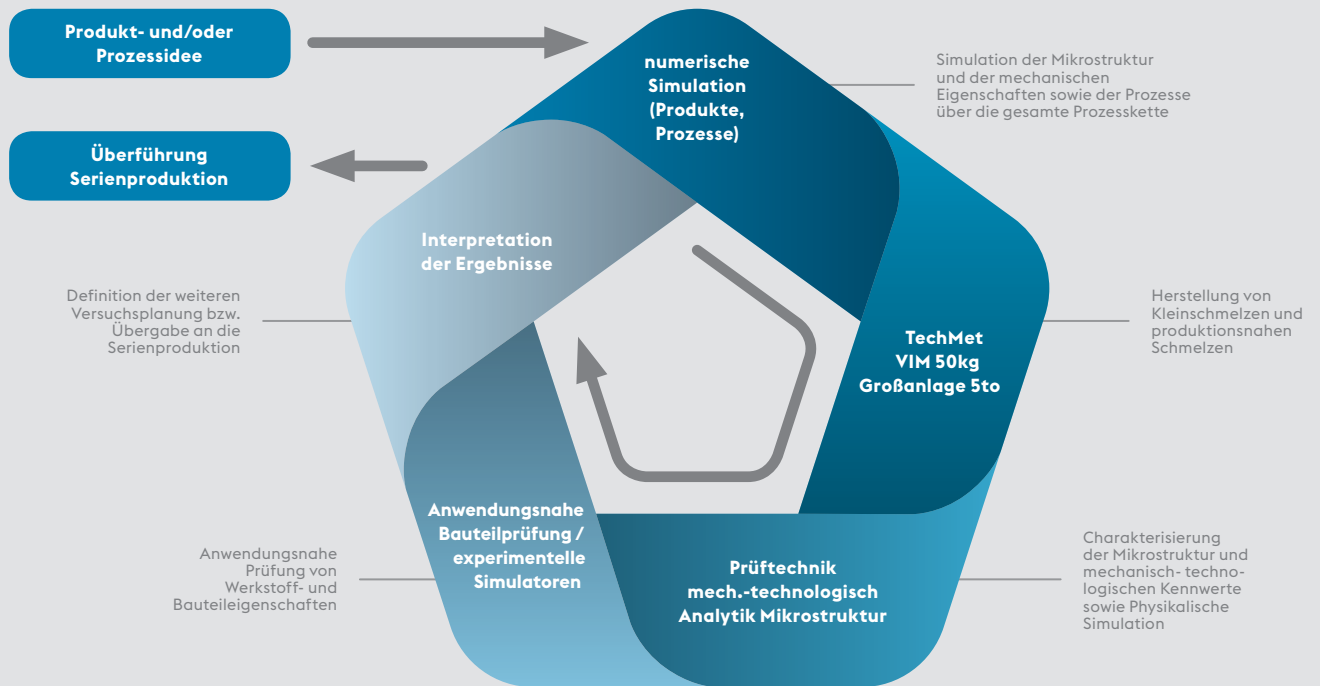 Produkt- und/oder
Prozessidee
Überführung
Serienproduktion
numerische
Simulation
(Produkte,
Prozesse)
Simulation der Mikrostruktur
und der mechanischen
Eigenschaften sowie der Prozesse
über die gesamte Prozesskette
TechMet
VIM 50kg
Großanlage 5to
Herstellung von
Kleinschmelzen und
produktionsnahen
Schmelzen
Prüftechnik
mech.-technologisch
Analytik Mikrostruktur
Charakterisierung
der Mikrostruktur und
mechanisch- techno-
logischen Kennwerte
sowie Physikalische
Simulation
Anwendungsnahe
Bauteilprüfung /
experimentelle
Simulatoren
Anwendungsnahe
Prüfung von
Werkstoff- und
Bauteileigenschaften
Interpretation
der Ergebnisse
Definition der weiteren
Versuchsplanung bzw.
Übergabe an die
Serienproduktion